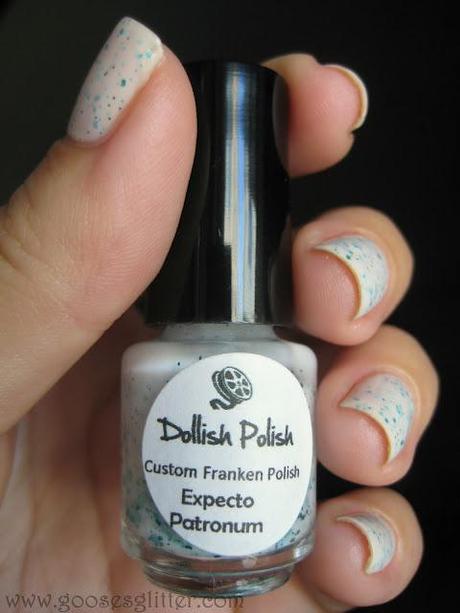 Dollish Polish
Custom Franken Polish
Expecto
Patronum
www.goosesglitter.com